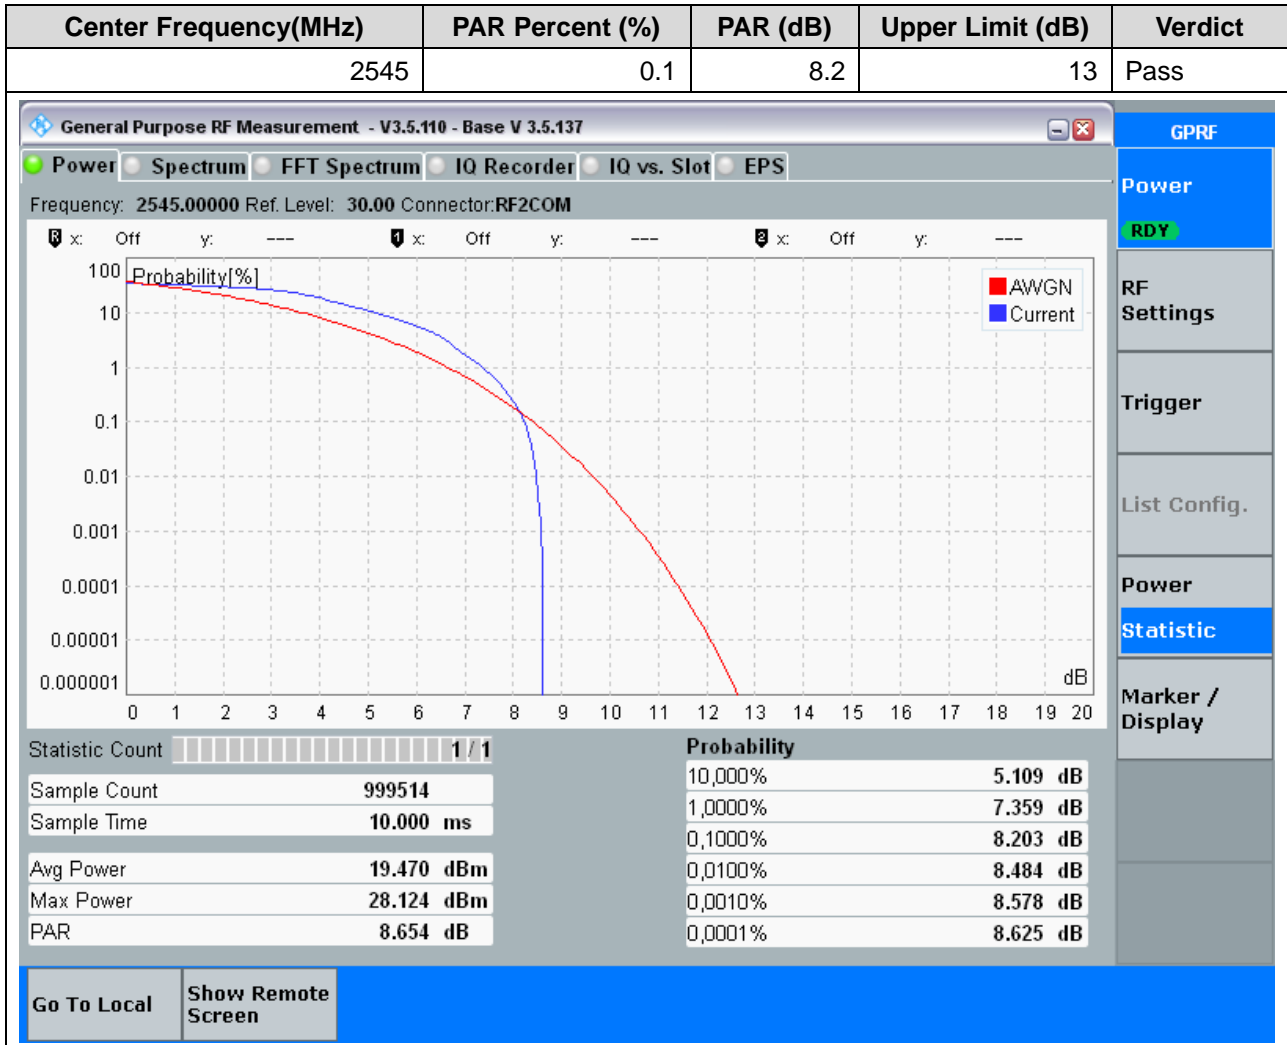 Center Frequency(MHz) PAR Percent (%) PAR (dB) Upper Limit (dB) Verdict
2545 0.1 8.2 13 Pass
General Purpose RF Measurement - V3.5.110 - Base V 3.5.137
GPRF
Power Spectrum FFT Spectrum IQ Recorder IQ vs. Slot EPS
Frequency: 2545.00000 Ref. Level: 30.00 Connector:RF2COM
R x: Off y: --- 1 x: Off y: --- 2 x: Off y: ---
Probability[%]
100
10
1
0.1
0.01
0.001
0.0001
0.00001
0.000001
AWGN
Current
dB
0 1 2 3 4 5 6 7 8 9 10 11 12 13 14 15 16 17 18 19 20
Statistic Count 1 / 1
Sample Count 999514
Sample Time 10.000 ms
Avg Power 19.470 dBm
Max Power 28.124 dBm
PAR 8.654 dB
Probability
10,000% 5.109 dB
1,0000% 7.359 dB
0,1000% 8.203 dB
0,0100% 8.484 dB
0,0010% 8.578 dB
0,0001% 8.625 dB
Power
RDY
RF
Settings
Trigger
List Config.
Power
Statistic
Marker /
Display
Go To Local
Show Remote
Screen